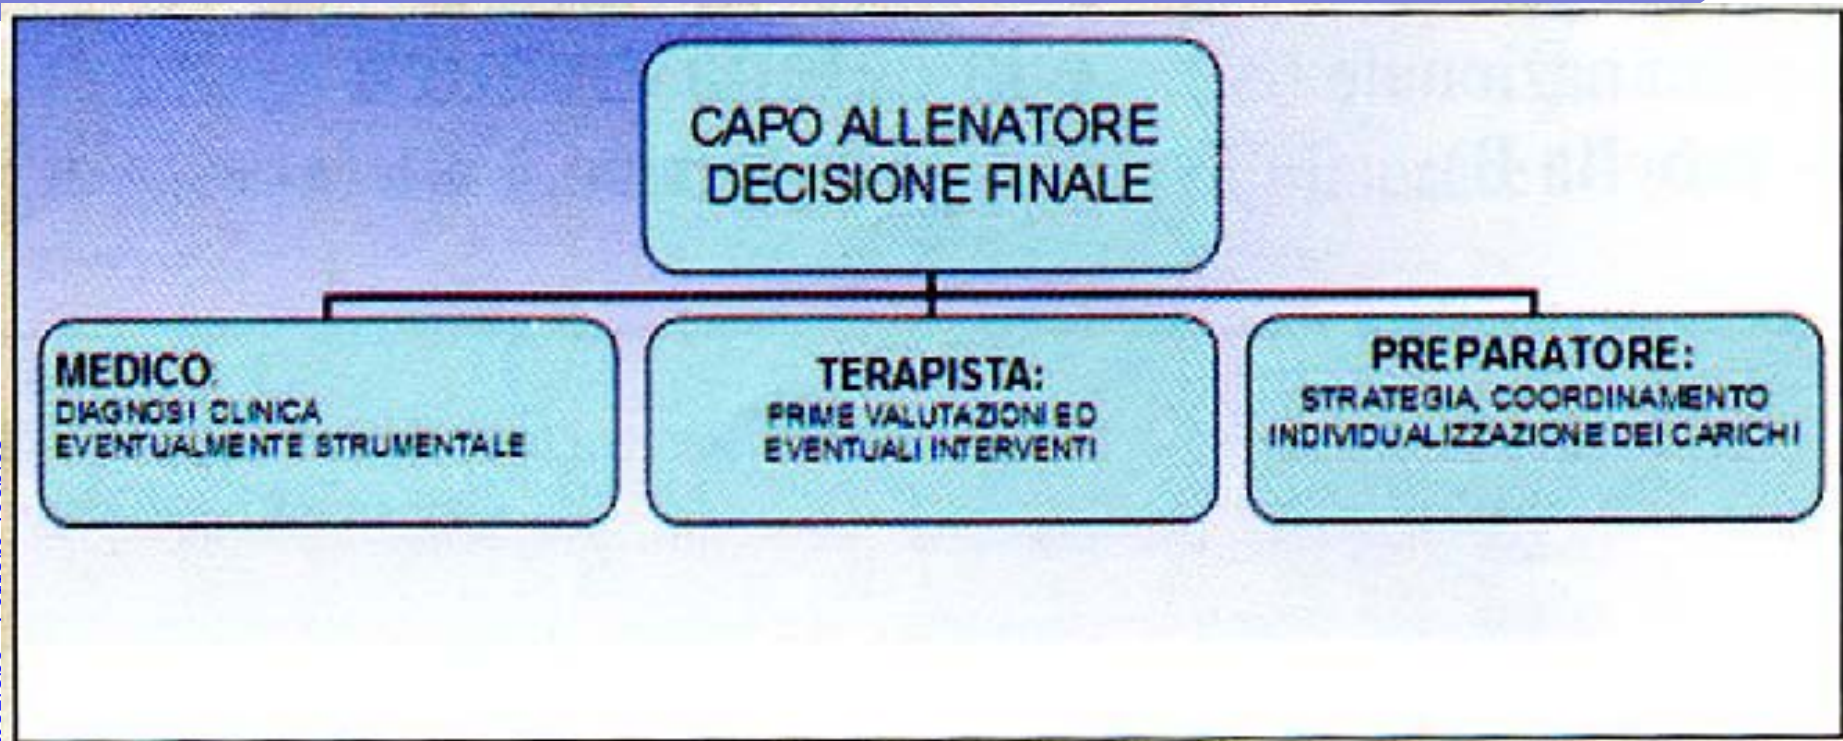 CAPO ALLENATORE
DECISIONE FINALE
MEDICO:
DIAGNOSI CLINICA
EVENTUALMENTE STRUMENTALE
TERAPISTA:
PRIME VALUTAZIONI ED
EVENTUALI INTERVENTI
PREPARATORE:
STRATEGIA, COORDINAMENTO
INDIVIDUALIZZAZIONE DEI CARICHI